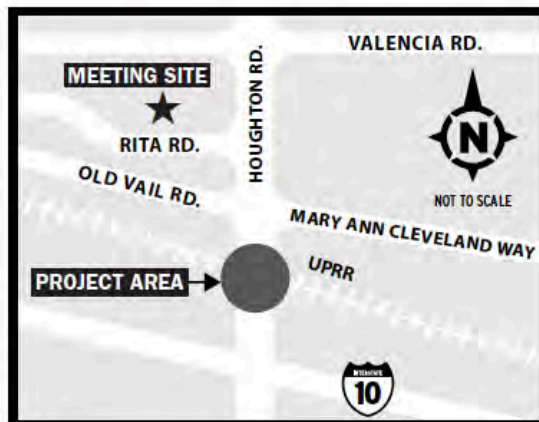 VALENCIA RD.
MEETING SITE
HOUGHTON RD.
N
RITA RD.
OLD VAIL RD.
NOT TO SCALE
MARY ANN CLEVELAND WAY
UPRR
PROJECT AREA
INTERSTATE
10